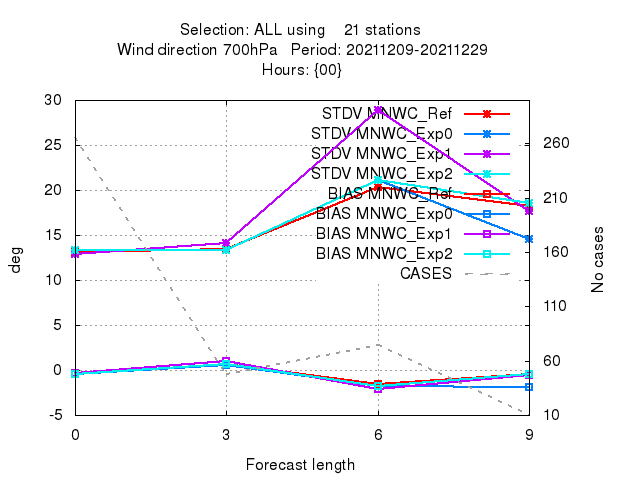 Selection: ALL using 21 stations
Wind direction 700hPa Period: 20211209-20211229
Hours: {00}
30
25
20
15
10
5
0
-5
deg
STDV MNWC_Ref
STDV MNWC_Exp0
STDV MNWC_Exp1
STDV MNWC_Exp2
BIAS MNWC_Ref
BIAS MNWC_Exp0
BIAS MNWC_Exp1
BIAS MNWC_Exp2
CASES
260
210
160
110
60
10
No cases
0 3 6 9
Forecast length